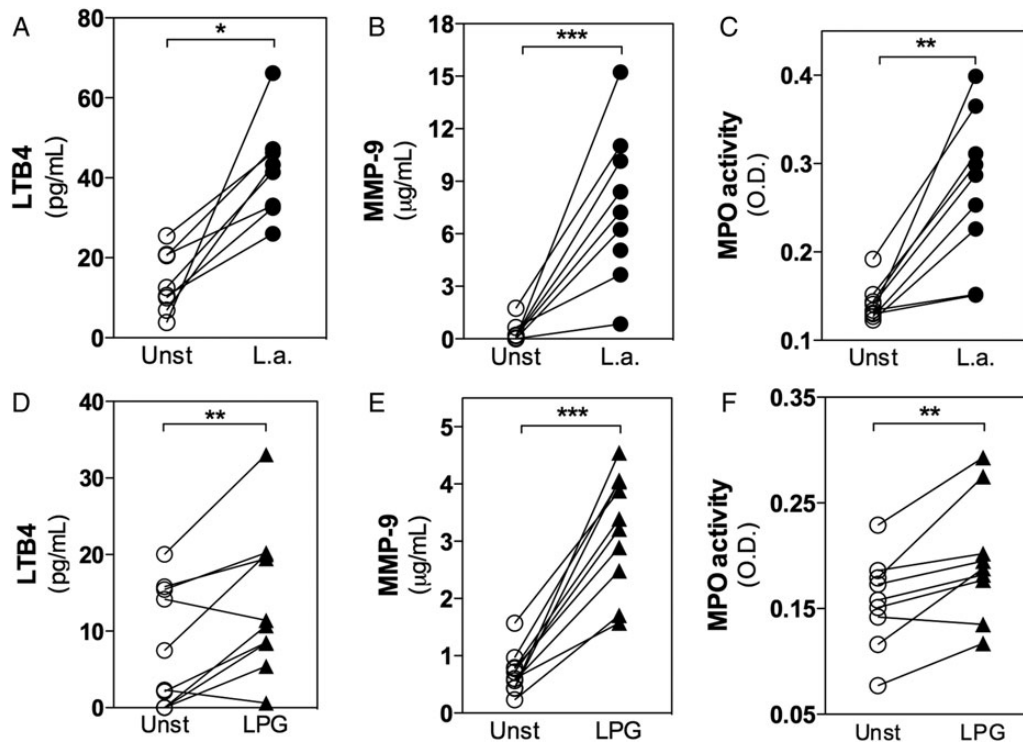 A
LTB4
(pg/mL)
80
60
40
20
0
*
Unst
L.a.
B
MMP-9
(µg/mL)
18
15
12
9
6
3
0
***
Unst
L.a.
C
MPO activity
(O.D.)
0.4
0.3
0.2
0.1
**
Unst
L.a.
D
LTB4
(pg/mL)
40
30
20
10
0
**
Unst
LPG
E
MMP-9
(µg/mL)
5
4
3
2
1
0
***
Unst
LPG
F
MPO activity
(O.D.)
0.35
0.25
0.15
0.05
**
Unst
LPG